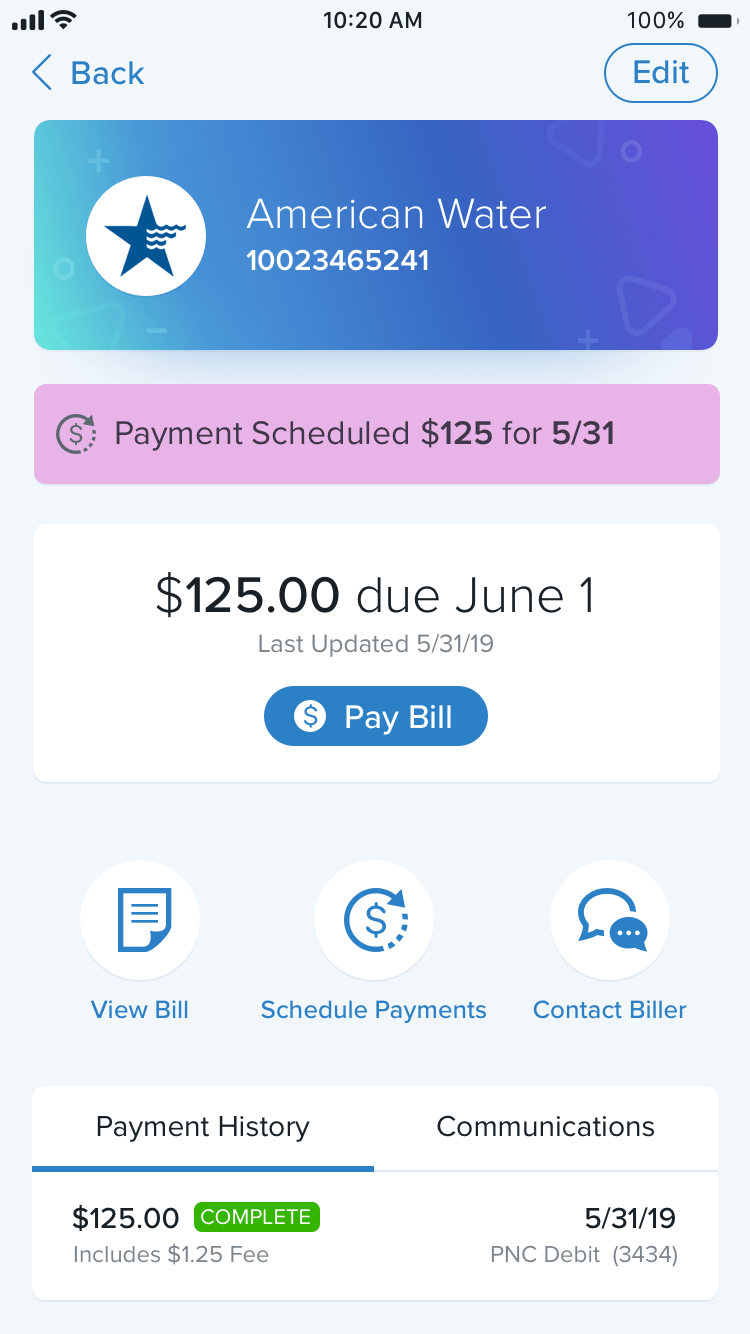 10:20 AM 100%
Back Edit
American Water
10023465241
Payment Scheduled $125 for 5/31
$125.00 due June 1
Last Updated 5/31/19
$ Pay Bill
View Bill Schedule Payments Contact Biller
Payment History Communications
$125.00 COMPLETE 5/31/19
Includes $1.25 Fee PNC Debit (3434)